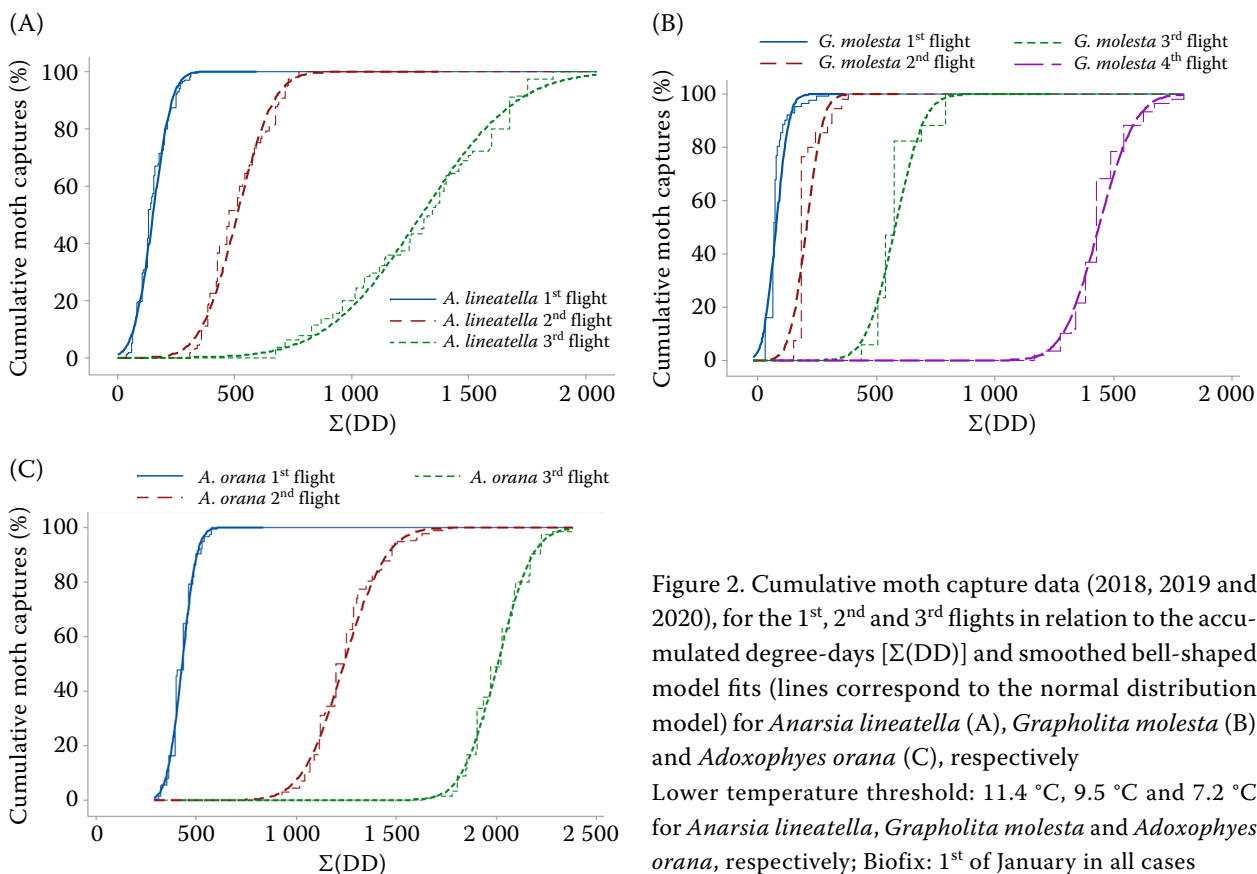 (A)
Cumulative moth captures (%)
100
80
60
40
20
0
A. lineatella 1st flight
A. lineatella 2nd flight
A. lineatella 3rd flight
0 500 1 000 1 500 2 000
Σ(DD)
(B)
G. molesta 1st flight G. molesta 3rd flight
G. molesta 2nd flight G. molesta 4th flight
Cumulative moth captures (%)
100
80
60
40
20
0
0 500 1 000 1 500 2 000
Σ(DD)
(C)
A. orana 1st flight A. orana 3rd flight
A. orana 2nd flight
Cumulative moth captures (%)
100
80
60
40
20
0
0 500 1 000 1 500 2 000 2 500
Σ(DD)
Figure 2. Cumulative moth capture data (2018, 2019 and
2020), for the 1st, 2nd and 3rd flights in relation to the accu-
mulated degree-days [Σ(DD)] and smoothed bell-shaped
model fits (lines correspond to the normal distribution
model) for Anarsia lineatella (A), Grapholita molesta (B)
and Adoxophyes orana (C), respectively
Lower temperature threshold: 11.4 °C, 9.5 °C and 7.2 °C
for Anarsia lineatella, Grapholita molesta and Adoxophyes
orana, respectively; Biofix: 1st of January in all cases